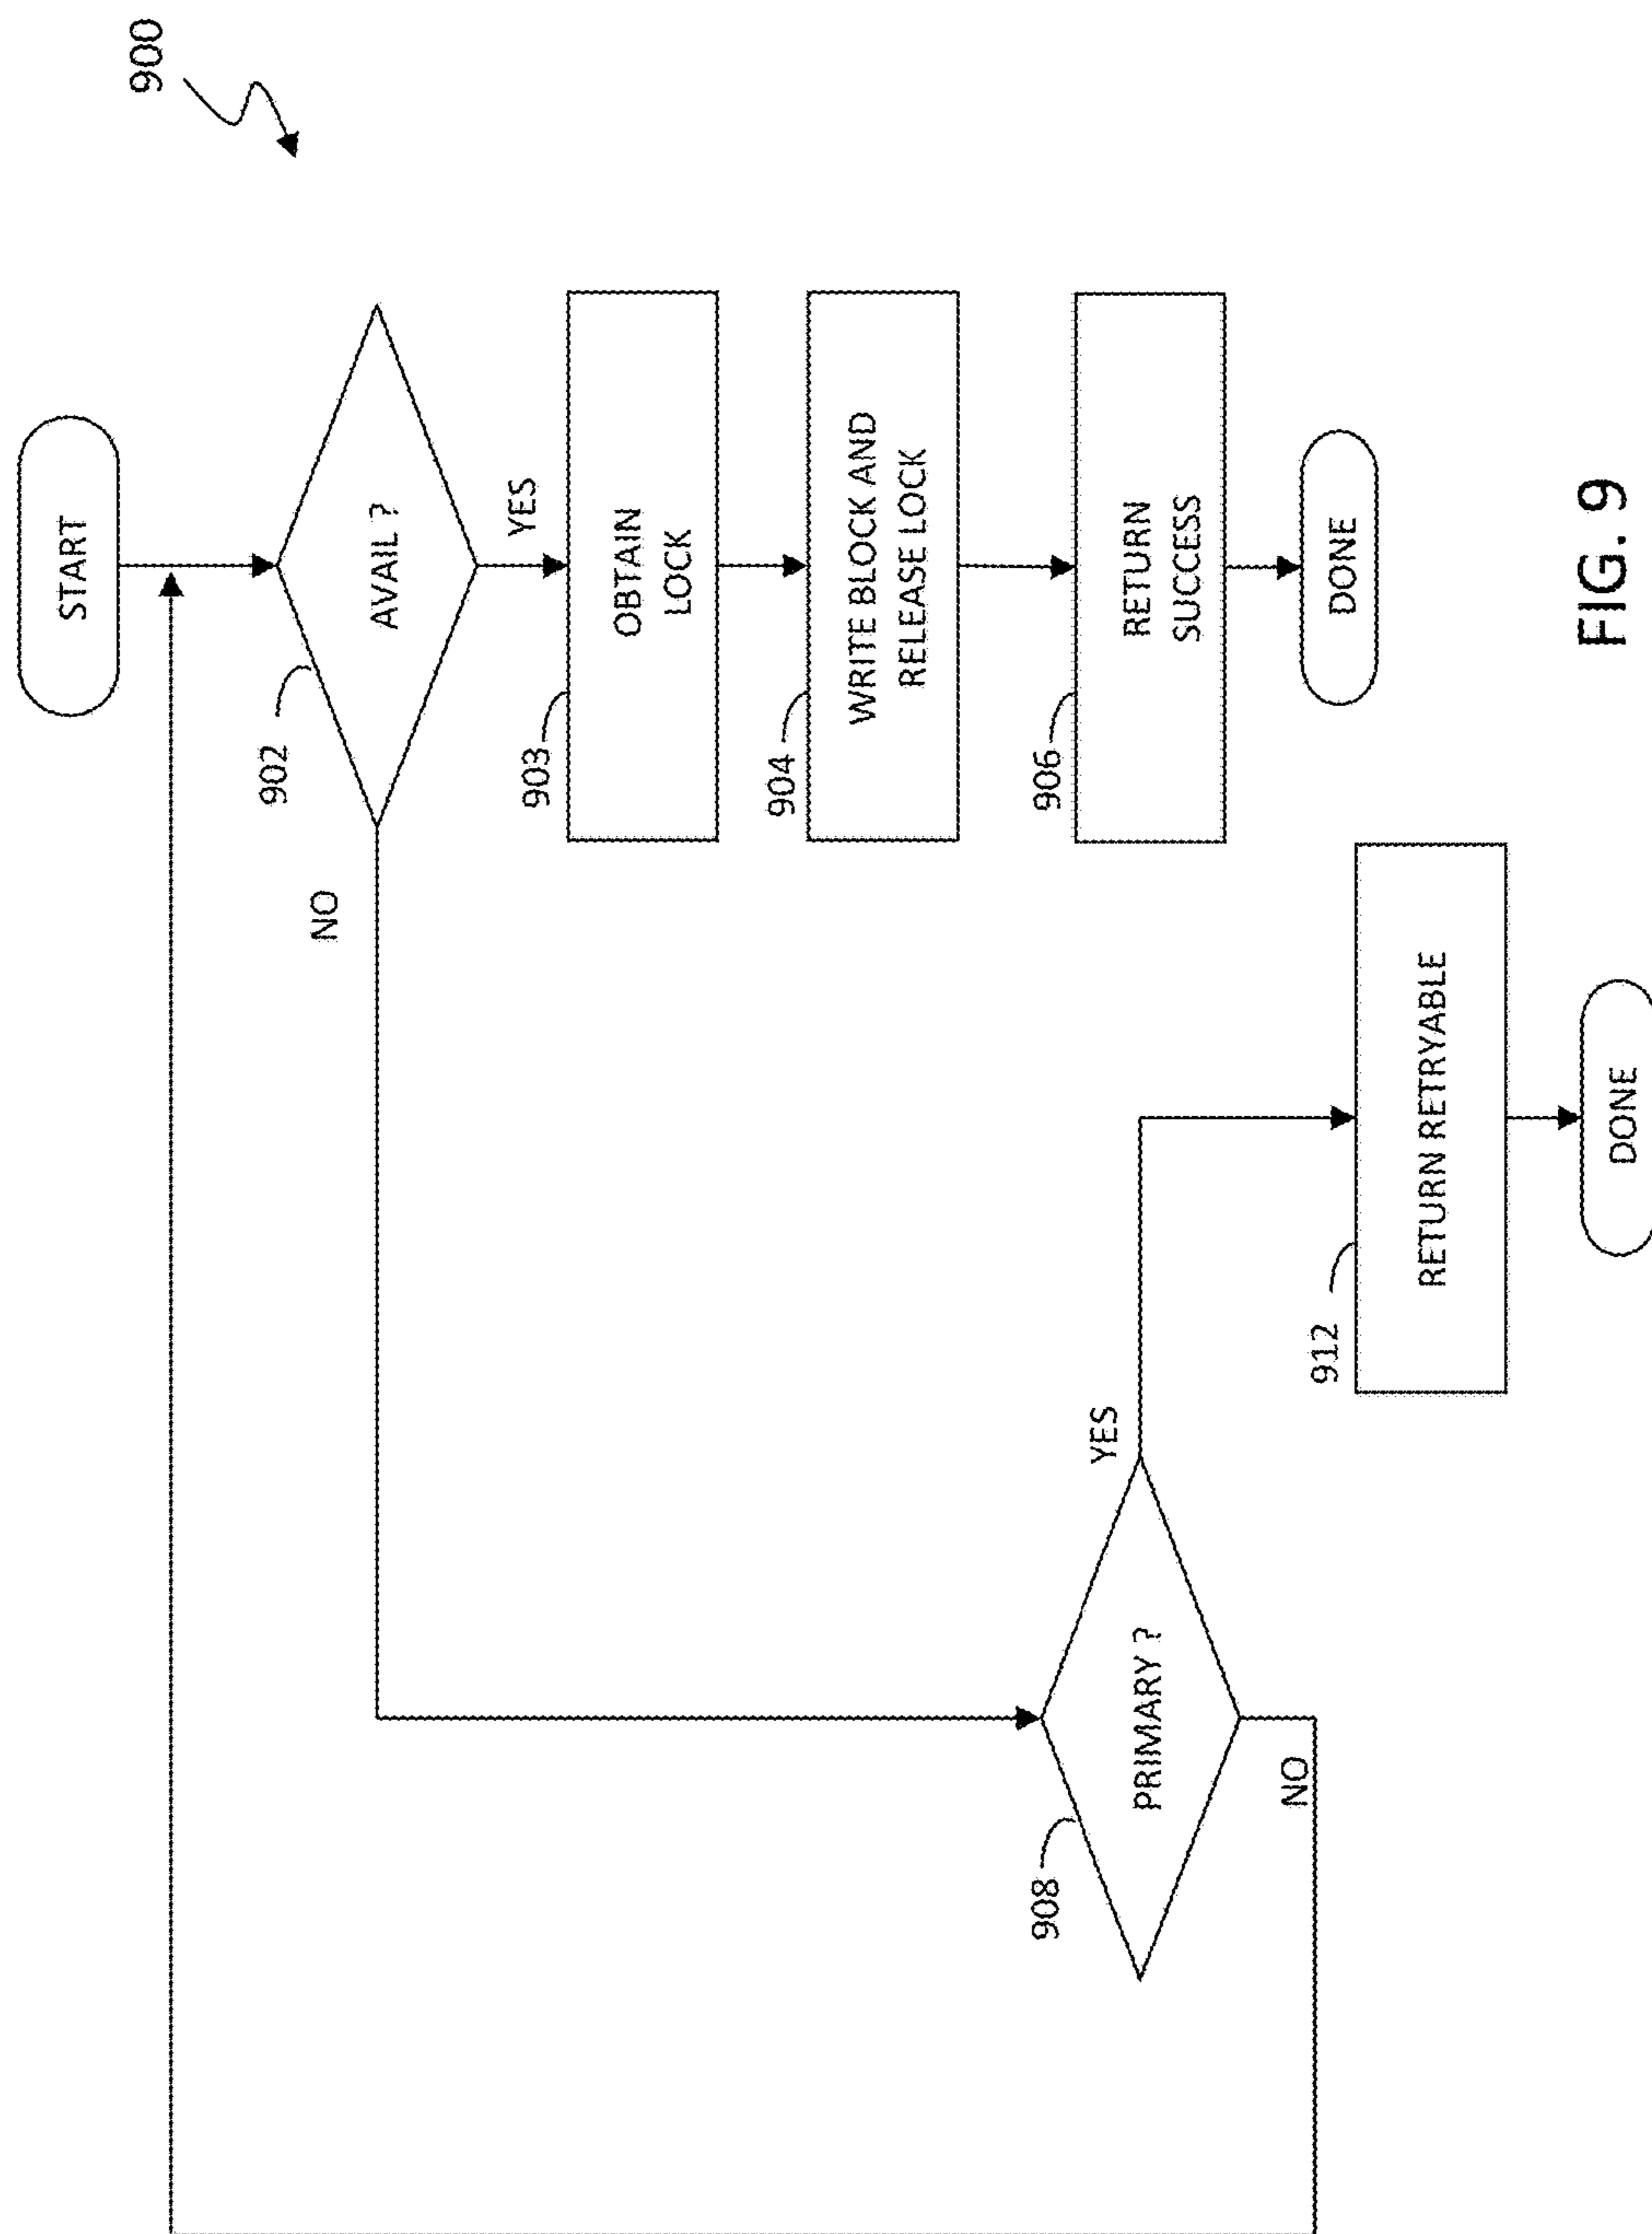 900
START
902
AVAIL ?
NO
YES
903
OBTAIN
LOCK
904
WRITE BLOCK AND
RELEASE LOCK
906
RETURN
SUCCESS
DONE
908
PRIMARY ?
YES
NO
912
RETURN RETRYABLE
DONE
FIG. 9